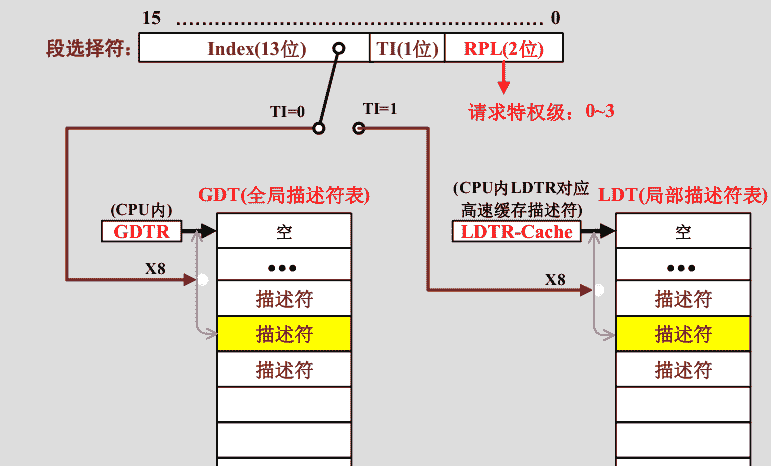 15 ........................... 0
段选择符: Index(13位) TI(1位) RPL(2位)
TI=0 TI=1 请求特权级: 0~3
GDT(全局描述符表)
(CPU内)
GDTR
X8
空
•••
描述符
描述符
描述符
(CPU内LDTR对应
高速缓存描述符)
LDTR-Cache
X8
LDT(局部描述符表)
空
•••
描述符
描述符
描述符